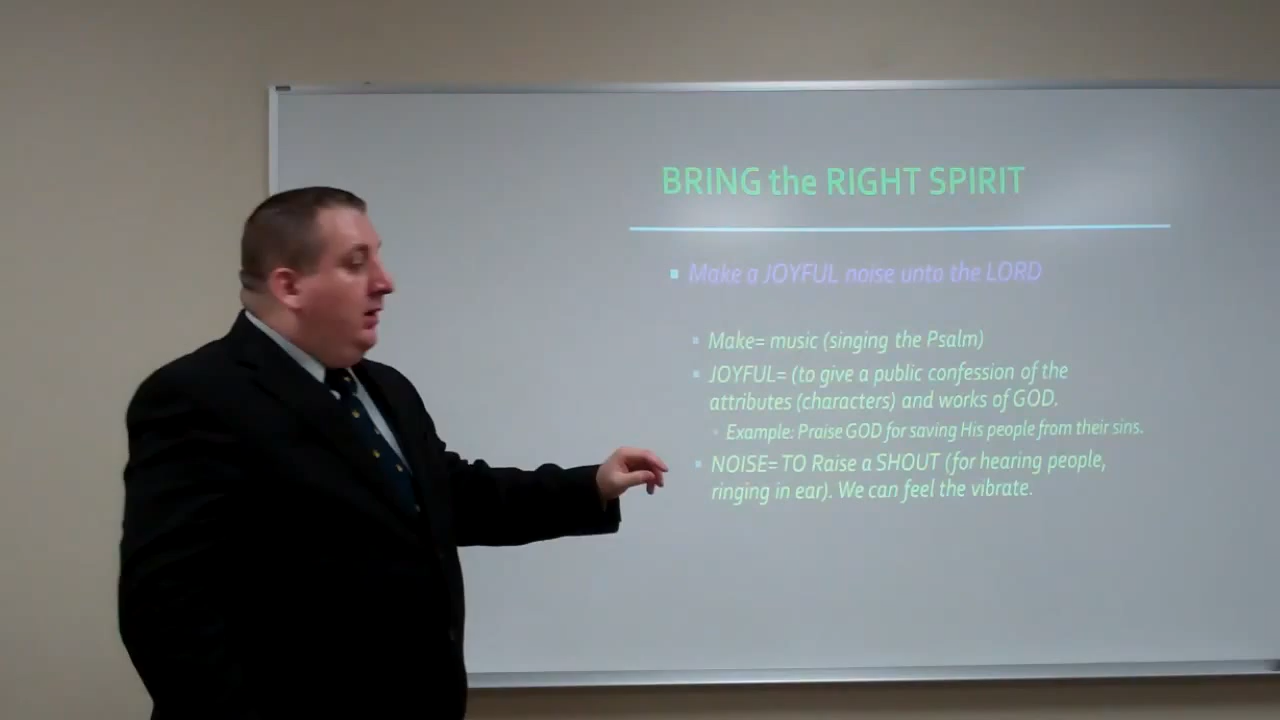 BRING the RIGHT SPIRIT
Make a JOYFUL noise unto the LORD
Make= music (singing the Psalm)
JOYFUL= (to give a public confession of the
attributes (characters) and works of GOD.
Example: Praise GOD for saving His people from their sins.
NOISE= TO Raise a SHOUT (for hearing people,
ringing in ear). We can feel the vibrate.